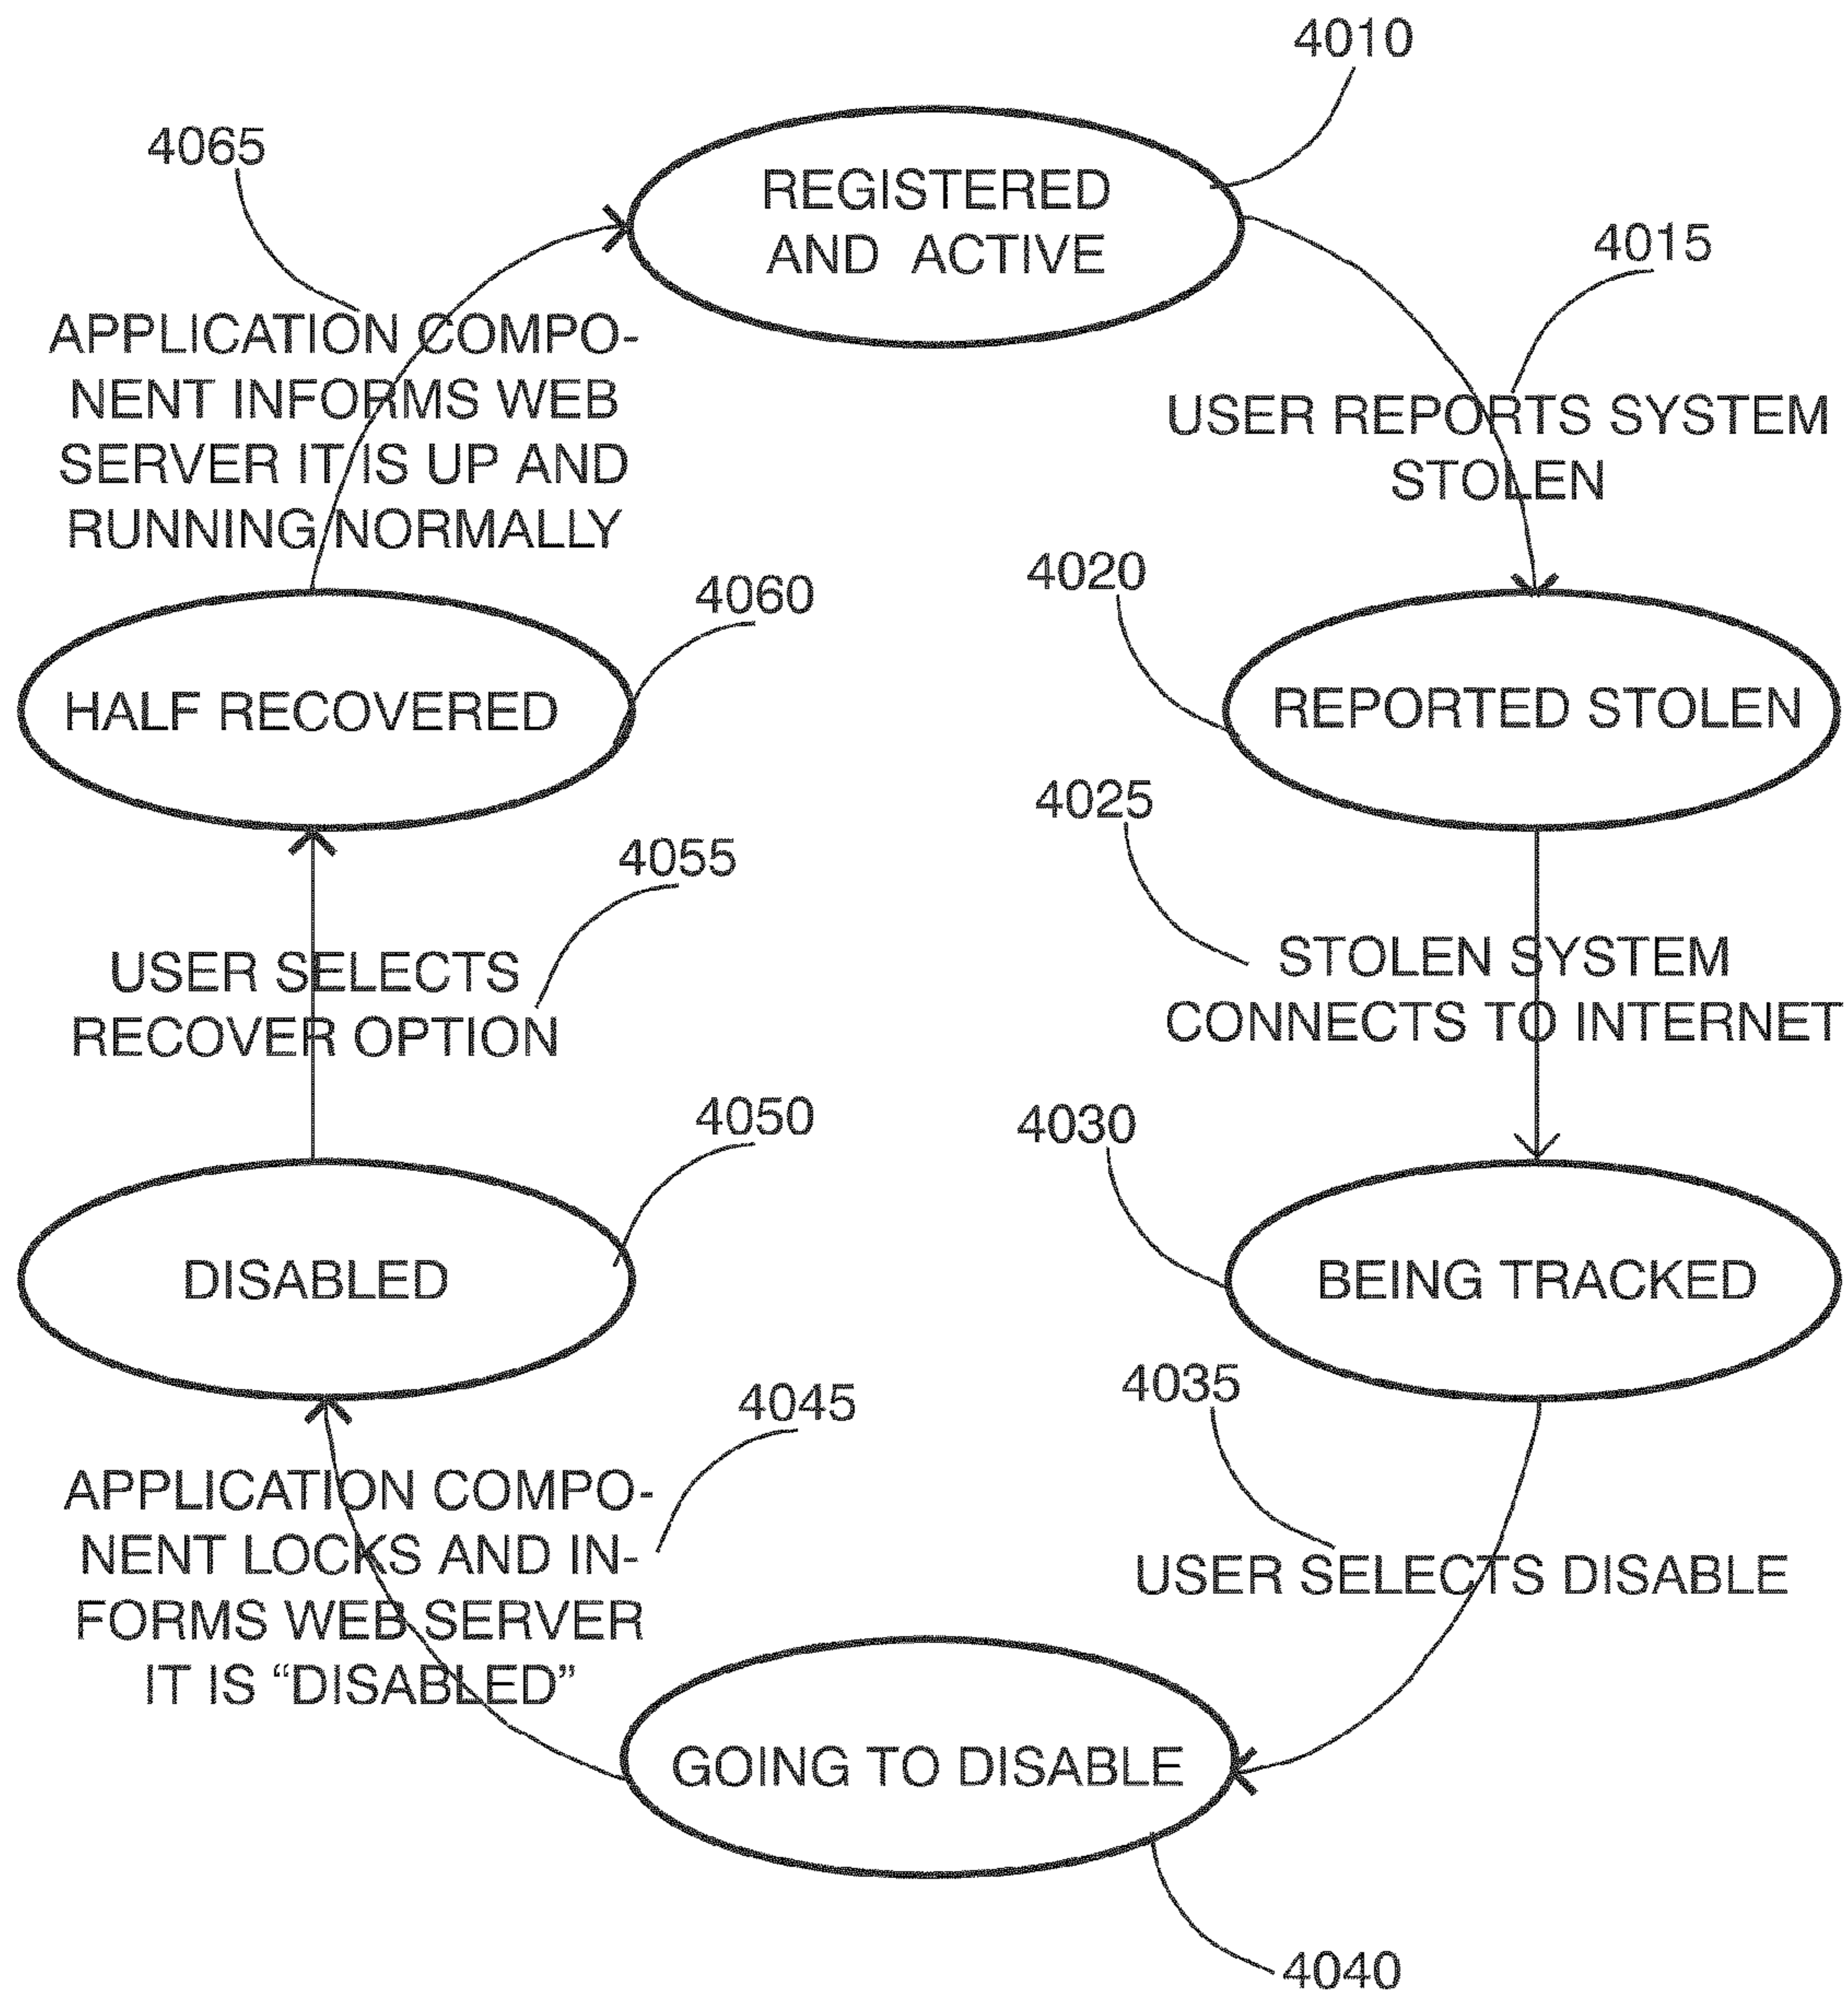 4010
4065
REGISTERED
AND ACTIVE
4015
APPLICATION COMPO-
NENT INFORMS WEB
SERVER IT IS UP AND
RUNNING NORMALLY
USER REPORTS SYSTEM
STOLEN
4020
4060
HALF RECOVERED
REPORTED STOLEN
4025
4055
STOLEN SYSTEM
CONNECTS TO INTERNET
USER SELECTS
RECOVER OPTION
4050
4030
DISABLED
BEING TRACKED
4035
4045
APPLICATION COMPO-
NENT LOCKS AND IN-
FORMS WEB SERVER
IT IS “DISABLED”
USER SELECTS DISABLE
GOING TO DISABLE
4040